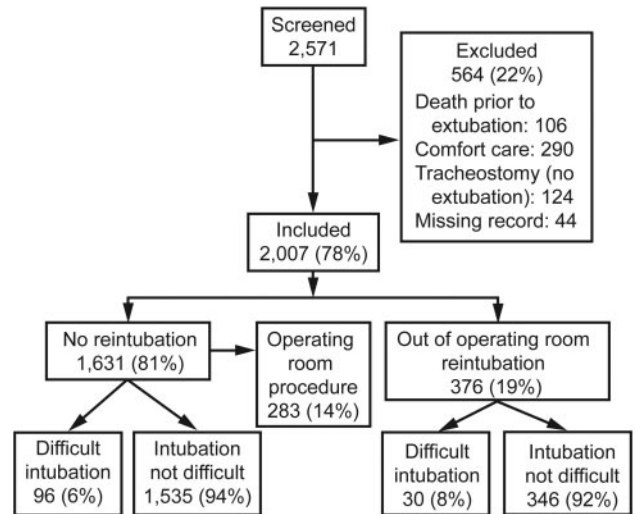 Screened
2,571
Excluded
564 (22%)
Death prior to
extubation: 106
Comfort care: 290
Tracheostomy (no
extubation): 124
Missing record: 44
Included
2,007 (78%)
No reintubation
1,631 (81%)
Operating
room
procedure
283 (14%)
Out of operating room
reintubation
376 (19%)
Difficult
intubation
96 (6%)
Intubation
not difficult
1,535 (94%)
Difficult
intubation
30 (8%)
Intubation
not difficult
346 (92%)